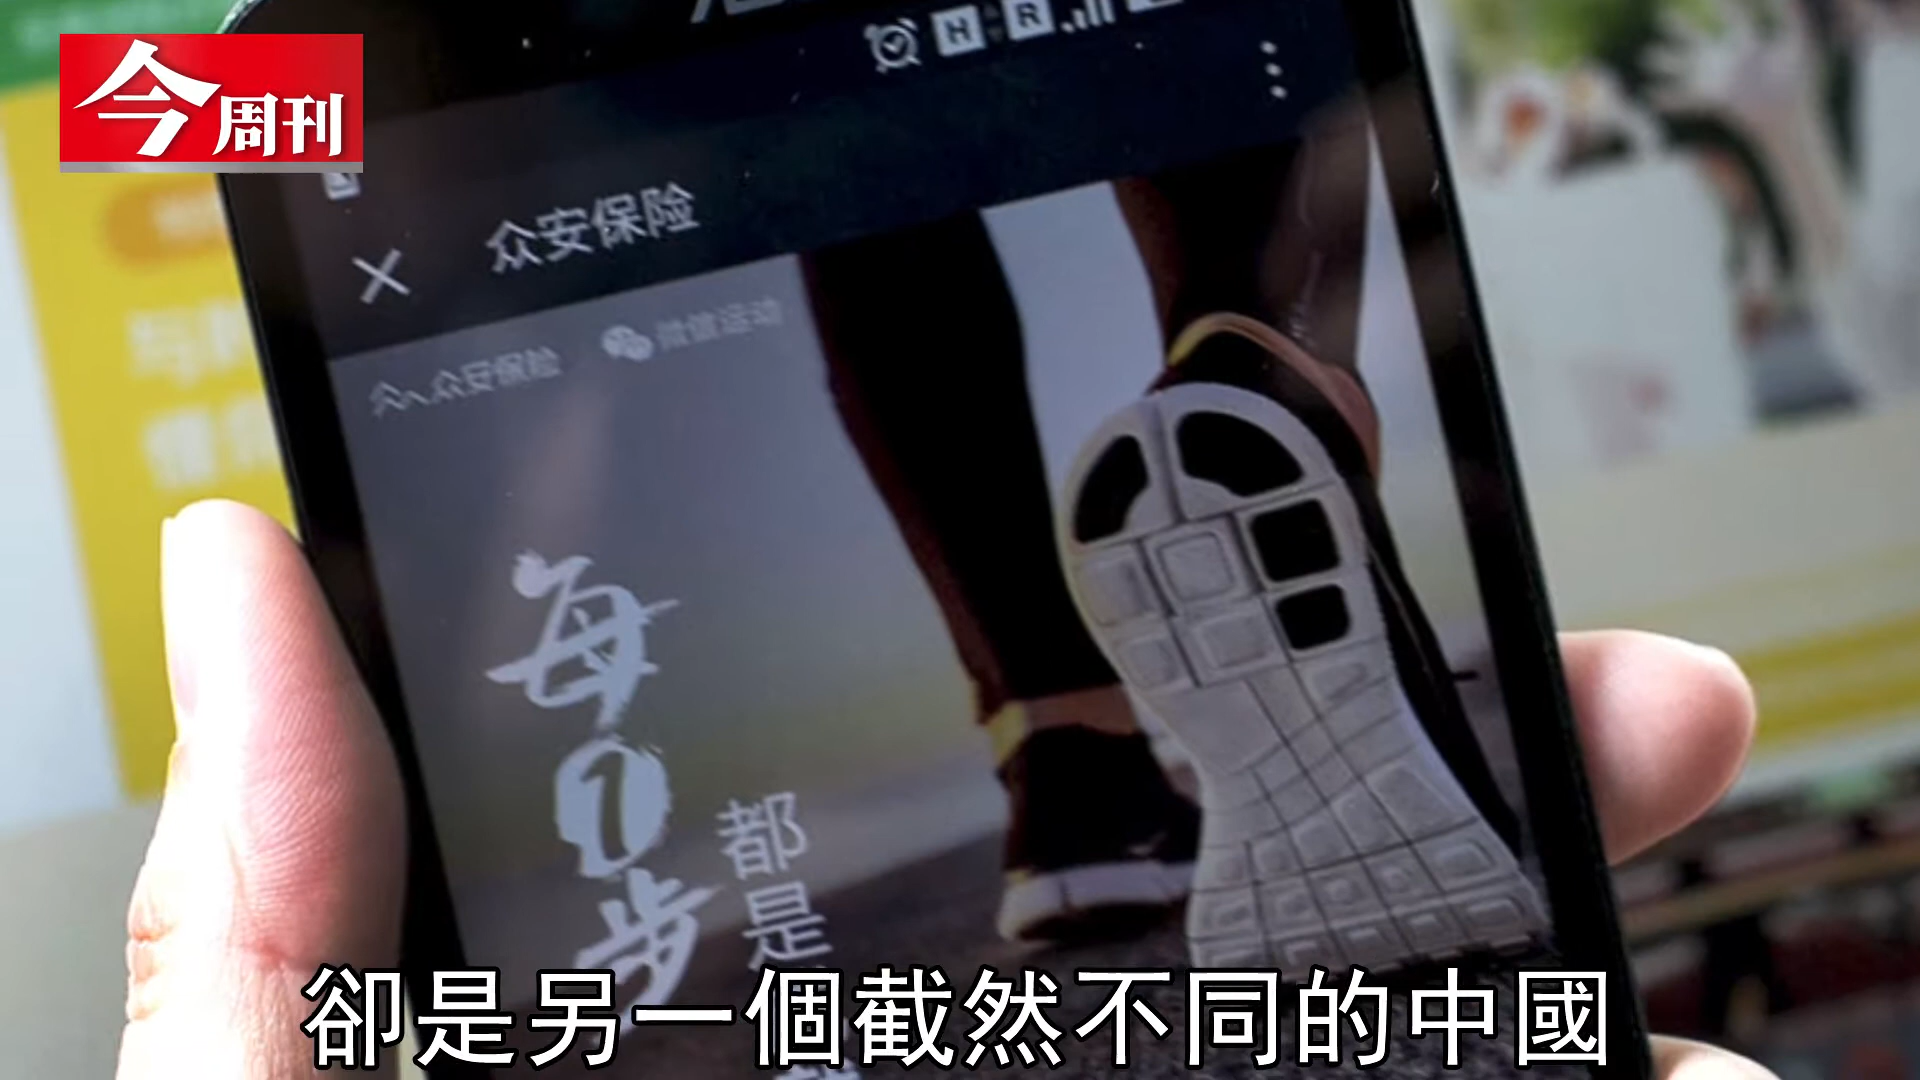 今周刊
H R
众安保险
众安保险 微信运动
每1步
都是
卻是另一個截然不同的中國